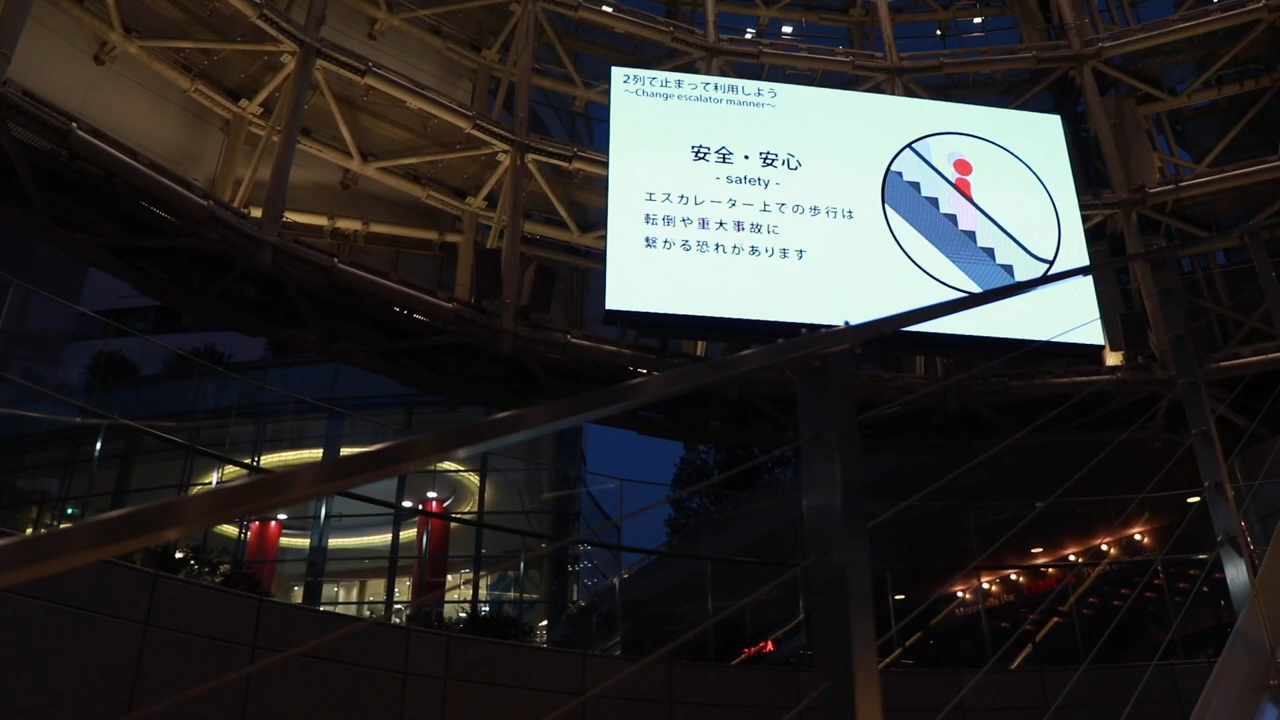 2列で止まって利用しよう
～Change escalator manner～
安全・安心
- safety -
エスカレーター上での歩行は
転倒や重大事故に
繋がる恐れがあります